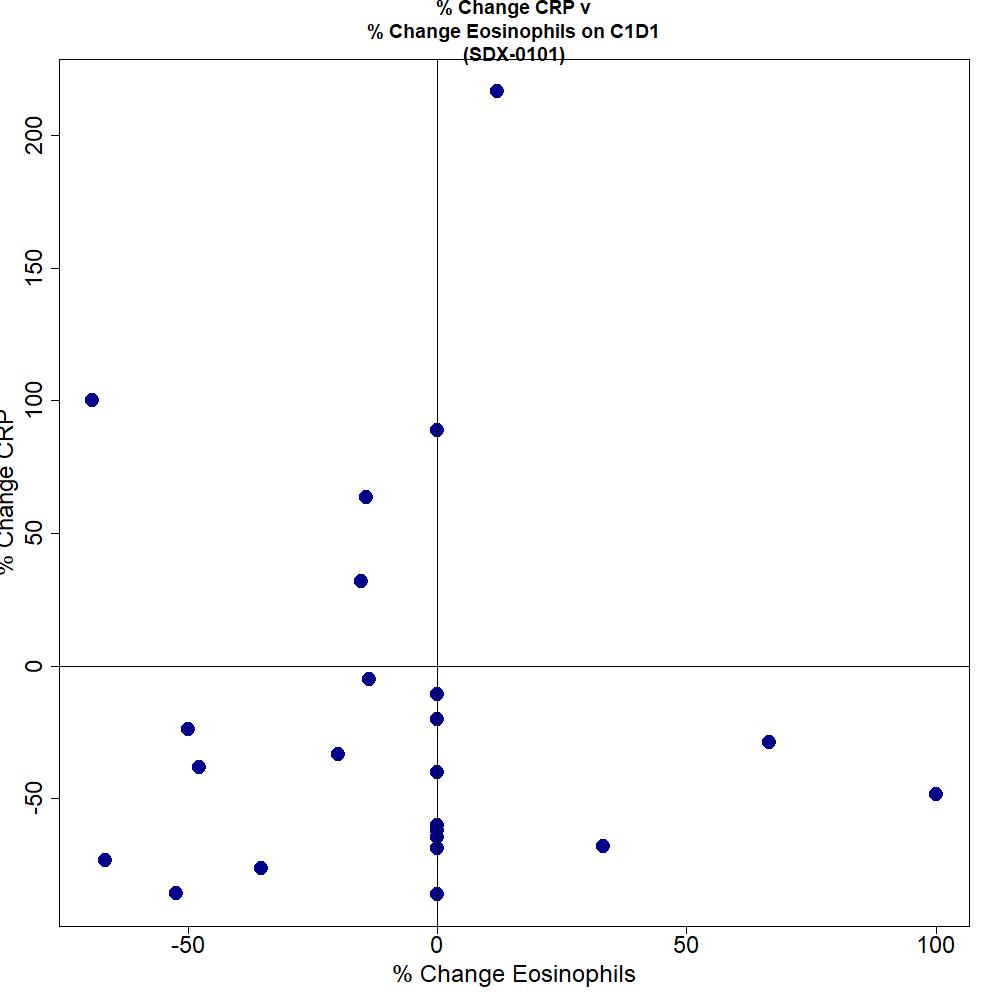 % Change CRP v
% Change Eosinophils on C1D1
(SDX-0101)
% Change CRP
200
150
100
50
0
-50
-50
0
50
100
% Change Eosinophils